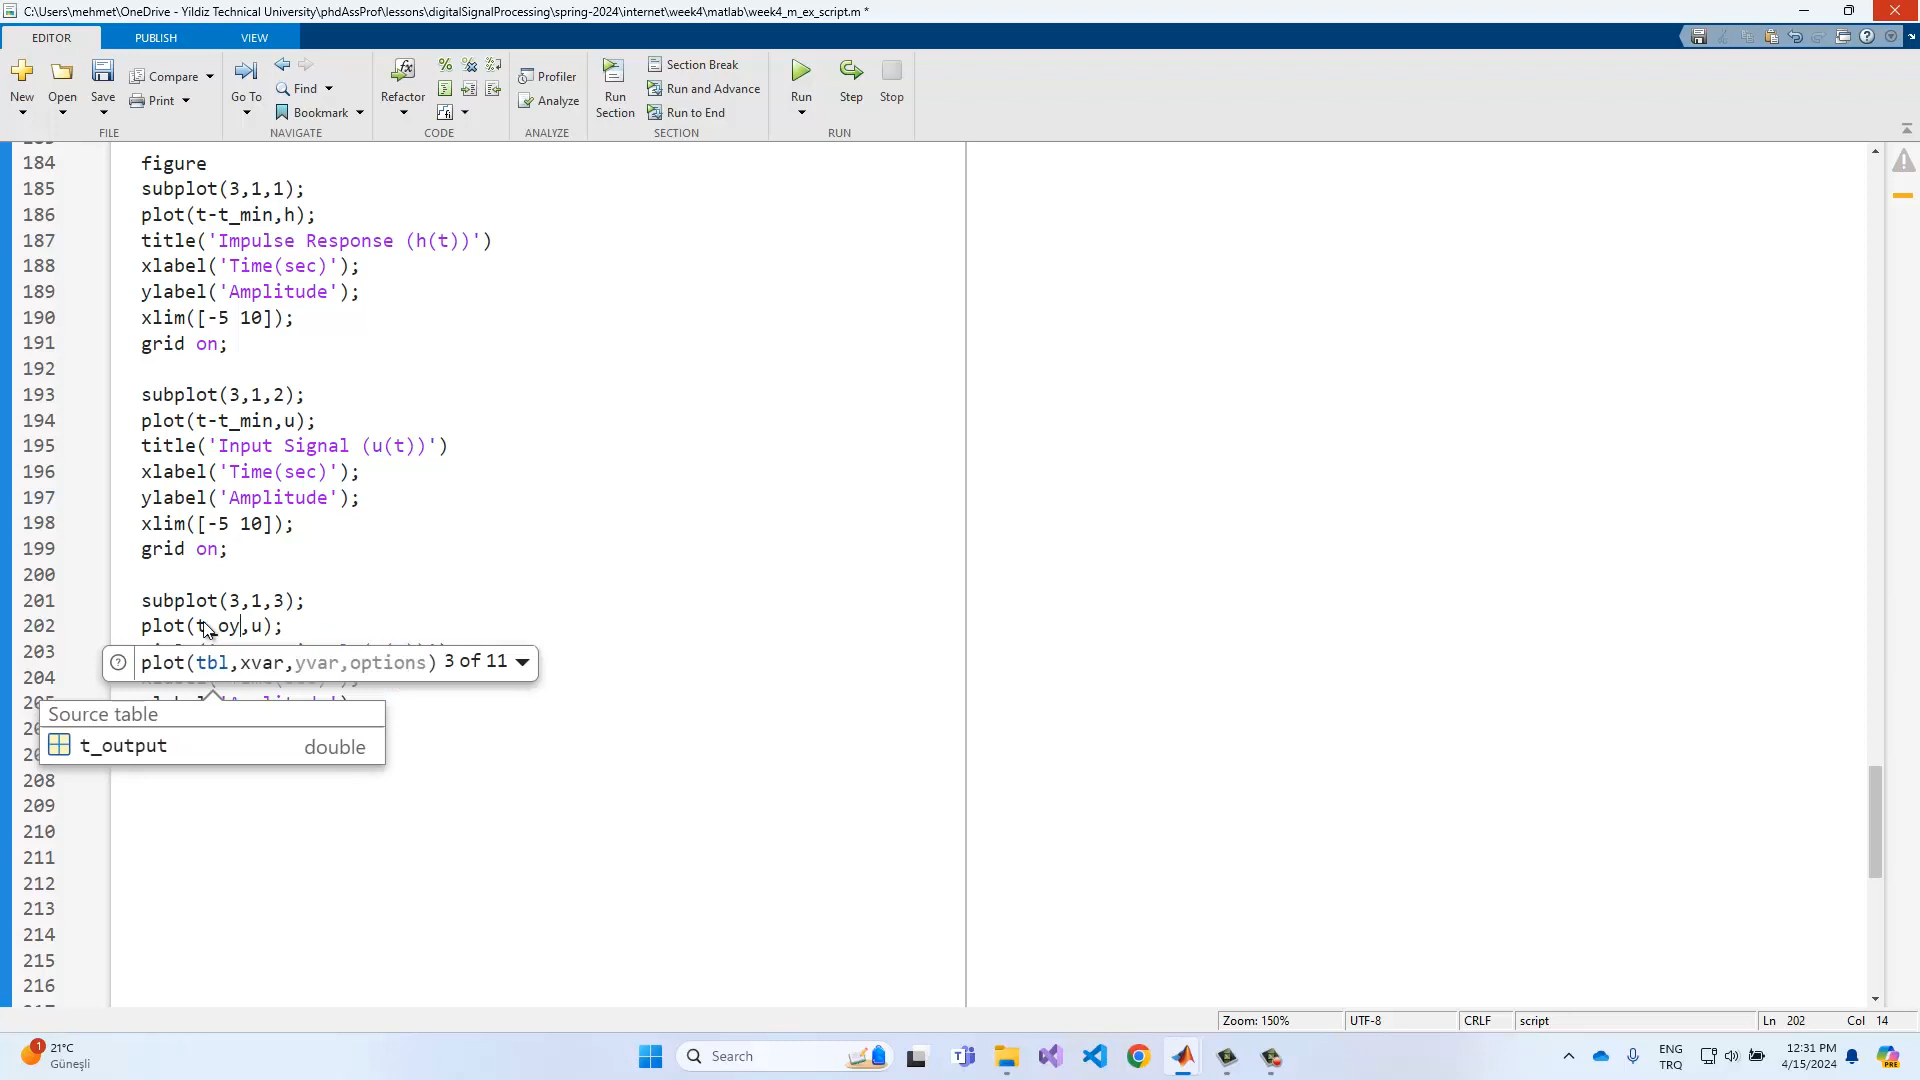 C:\Users\mehmet\OneDrive - Yildiz Technical University\phdAssProf\lessons\digitalSignalProcessing\spring-2024\internet\week4\matlab\week4_m_ex_script.m *
EDITOR PUBLISH VIEW
New Open Save Compare Print Go To Find Bookmark Refactor Profiler Analyze Run Section Section Break Run and Advance Run to End Run Step Stop
FILE NAVIGATE CODE ANALYZE SECTION RUN
184 figure
185 subplot(3,1,1);
186 plot(t-t_min,h);
187 title('Impulse Response (h(t))')
188 xlabel('Time(sec)');
189 ylabel('Amplitude');
190 xlim([-5 10]);
191 grid on;
192
193 subplot(3,1,2);
194 plot(t-t_min,u);
195 title('Input Signal (u(t))')
196 xlabel('Time(sec)');
197 ylabel('Amplitude');
198 xlim([-5 10]);
199 grid on;
200
201 subplot(3,1,3);
202 plot(t_oy,u);
203
plot(tbl,xvar,yvar,options) 3 of 11
204
Source table
t_output double
208
209
210
211
212
213
214
215
216
Zoom: 150% UTF-8 CRLF script Ln 202 Col 14
1
21°C
Güneşli
Search
ENG
TRQ
12:31 PM
4/15/2024
PRE